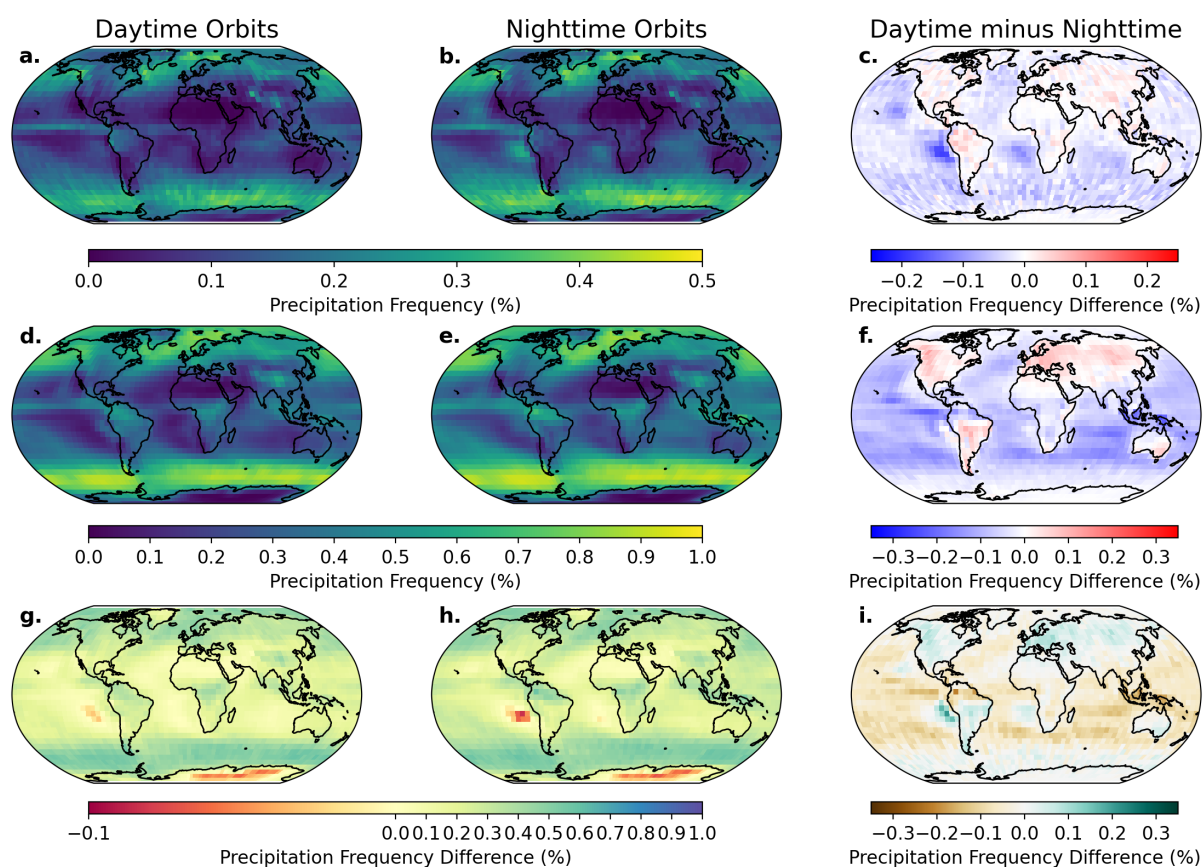 Daytime Orbits Nighttime Orbits Daytime minus Nighttime
a. b. c.
0.0 0.1 0.2 0.3 0.4 0.5
Precipitation Frequency (%)
−0.2 −0.1 0.0 0.1 0.2
Precipitation Frequency Difference (%)
d. e. f.
0.0 0.1 0.2 0.3 0.4 0.5 0.6 0.7 0.8 0.9 1.0
Precipitation Frequency (%)
−0.3 −0.2 −0.1 0.0 0.1 0.2 0.3
Precipitation Frequency Difference (%)
g. h. i.
−0.1 0.0 0.1 0.2 0.3 0.4 0.5 0.6 0.7 0.8 0.9 1.0
Precipitation Frequency Difference (%)
−0.3 −0.2 −0.1 0.0 0.1 0.2 0.3
Precipitation Frequency Difference (%)